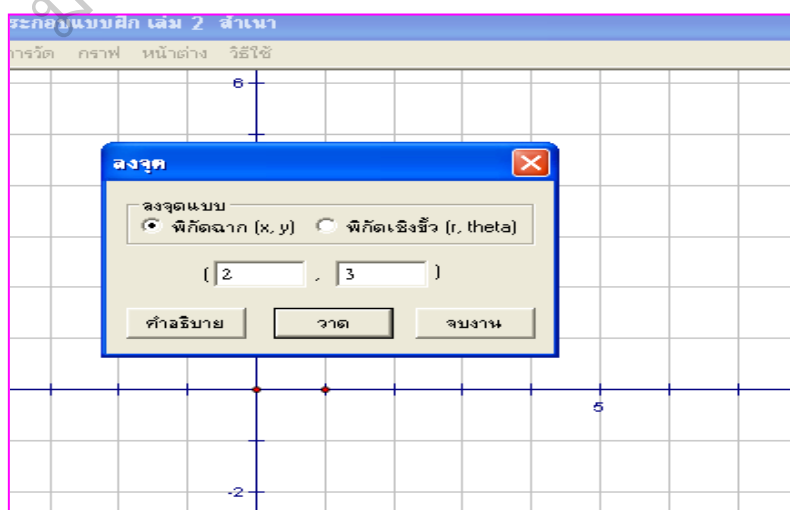 ระกอบแบบฝึก เล่ม 2 สำเนา
ารวัด กราฟ หน้าต่าง วิธีใช้
6
ลงจุด
ลงจุดแบบ
พิกัดฉาก (x, y) พิกัดเชิงขั้ว (r, theta)
( 2 , 3 )
คำอธิบาย วาด จบงาน
5
-2